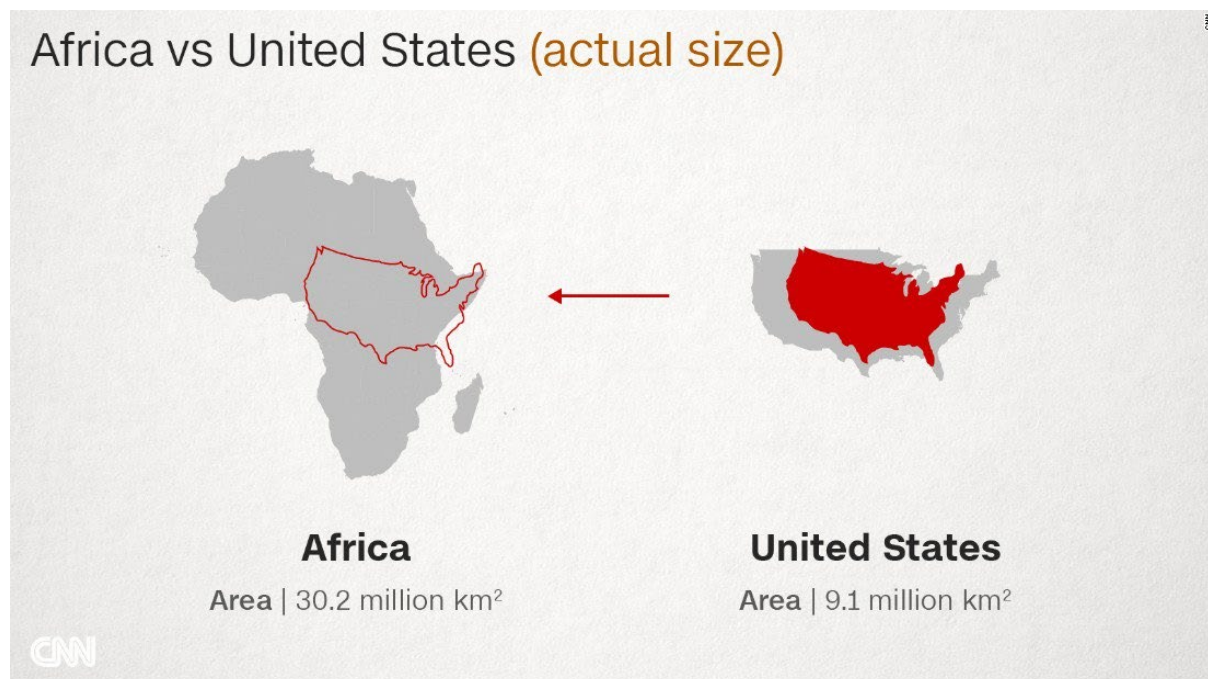 Africa vs United States (actual size)
Africa
Area | 30.2 million km²
United States
Area | 9.1 million km²
CNN